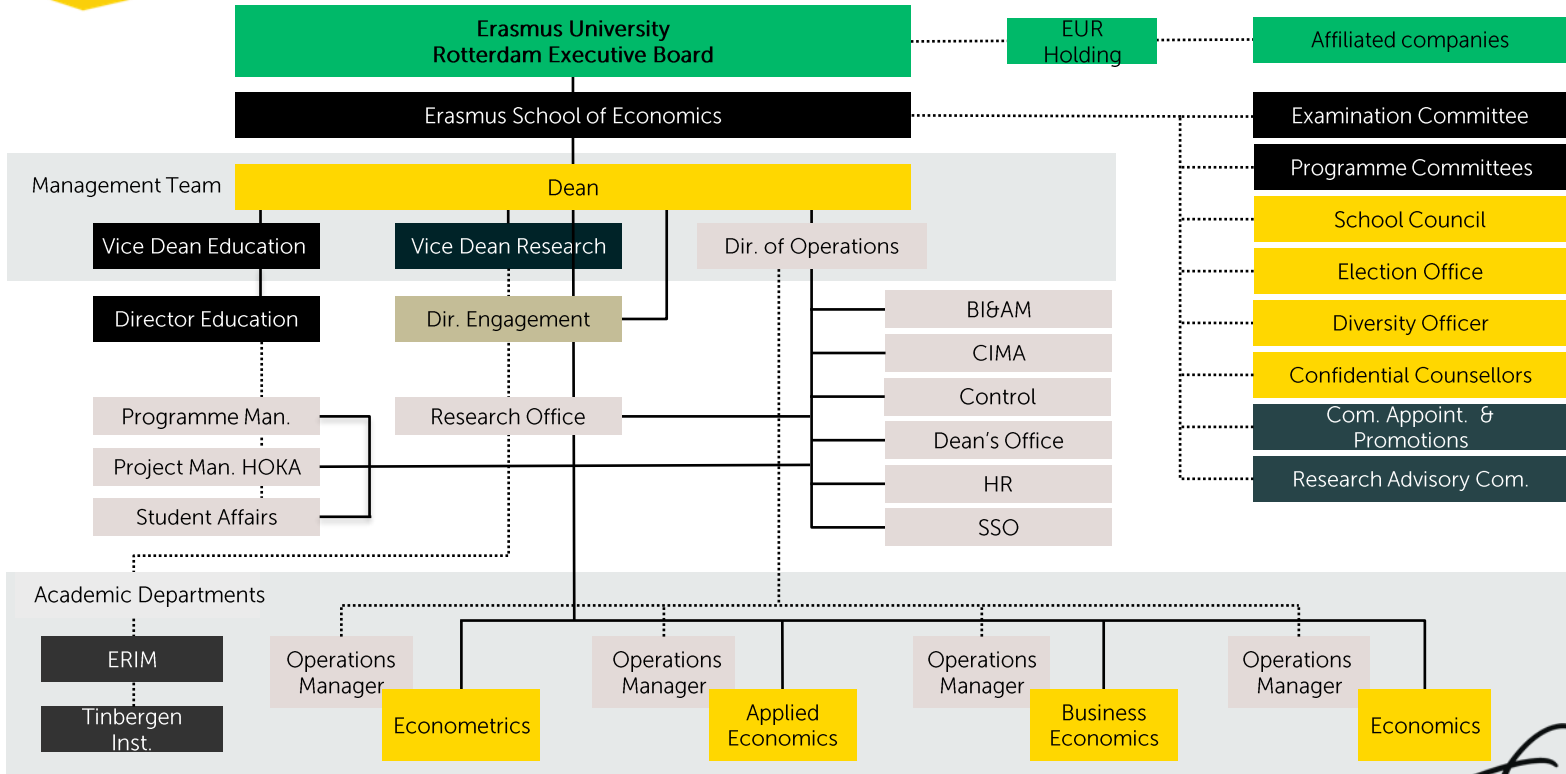 Erasmus University
Rotterdam Executive Board
EUR
Holding
Affiliated companies
Erasmus School of Economics
Examination Committee
Programme Committees
Management Team
Dean
School Council
Vice Dean Education
Vice Dean Research
Dir. of Operations
Election Office
Director Education
Dir. Engagement
BI&AM
Diversity Officer
CIMA
Confidential Counsellors
Programme Man.
Research Office
Control
Com. Appoint. &
Promotions
Dean's Office
Project Man. HOKA
HR
Research Advisory Com.
Student Affairs
SSO
Academic Departments
ERIM
Operations
Manager
Operations
Manager
Operations
Manager
Operations
Manager
Tinbergen
Inst.
Econometrics
Applied
Economics
Business
Economics
Economics